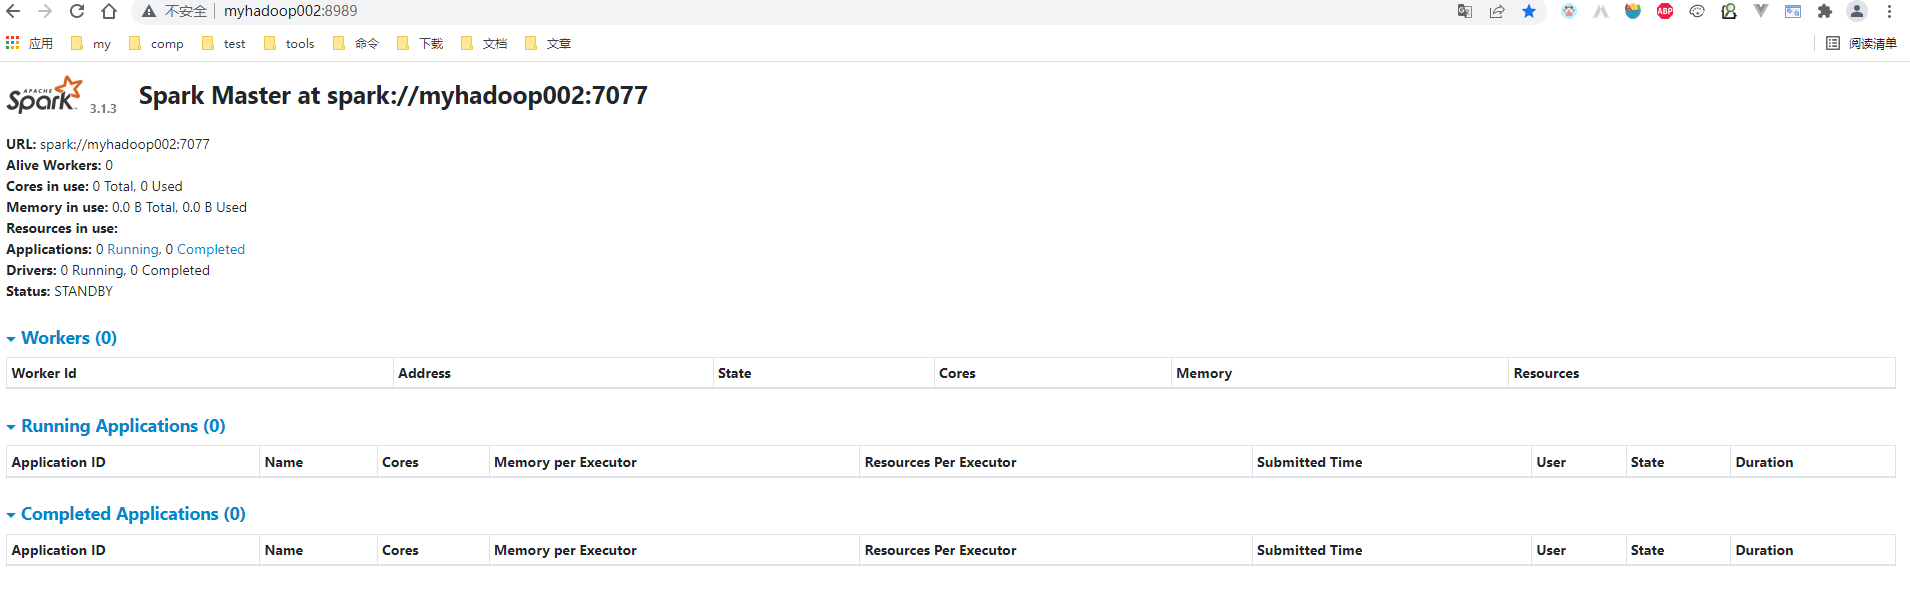 不安全 myhadoop002:8989
应用 my comp test tools 命令 下载 文档 文章 阅读清单
APACHE Spark 3.1.3 Spark Master at spark://myhadoop002:7077
URL: spark://myhadoop002:7077
Alive Workers: 0
Cores in use: 0 Total, 0 Used
Memory in use: 0.0 B Total, 0.0 B Used
Resources in use:
Applications: 0 Running, 0 Completed
Drivers: 0 Running, 0 Completed
Status: STANDBY
Workers (0)
Worker Id Address State Cores Memory Resources
Running Applications (0)
Application ID Name Cores Memory per Executor Resources Per Executor Submitted Time User State Duration
Completed Applications (0)
Application ID Name Cores Memory per Executor Resources Per Executor Submitted Time User State Duration